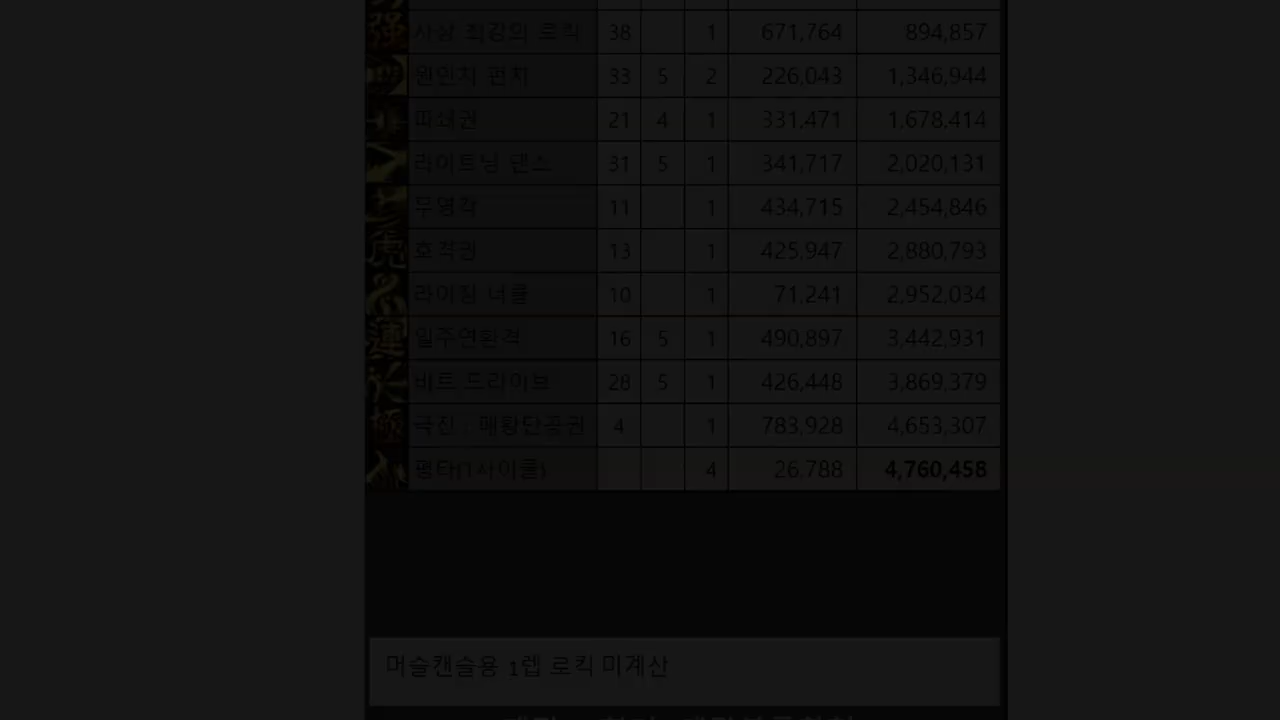 强 사상 최강의 로킥 38 1 671,764 894,857
원인치 펀치 33 5 2 226,043 1,346,944
파쇄권 21 4 1 331,471 1,678,414
라이트닝 댄스 31 5 1 341,717 2,020,131
무영각 11 1 434,715 2,454,846
虎 호격권 13 1 425,947 2,880,793
라이징 너클 10 1 71,241 2,952,034
連 일주연환격 16 5 1 490,897 3,442,931
비트 드라이브 28 5 1 426,448 3,869,379
極 극진 : 패황단공권 4 1 783,928 4,653,307
평타(1사이클) 4 26,788 4,760,458
머슬캔슬용 1렙 로킥 미계산